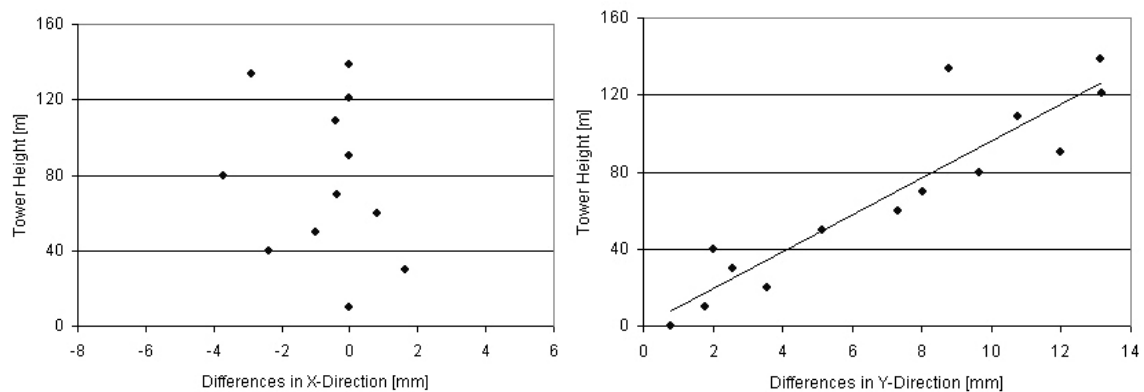 160
120
80
40
0
Tower Height [m]
-8 -6 -4 -2 0 2 4 6
Differences in X-Direction [mm]
160
120
80
40
0
Tower Height [m]
0 2 4 6 8 10 12 14
Differences in Y-Direction [mm]